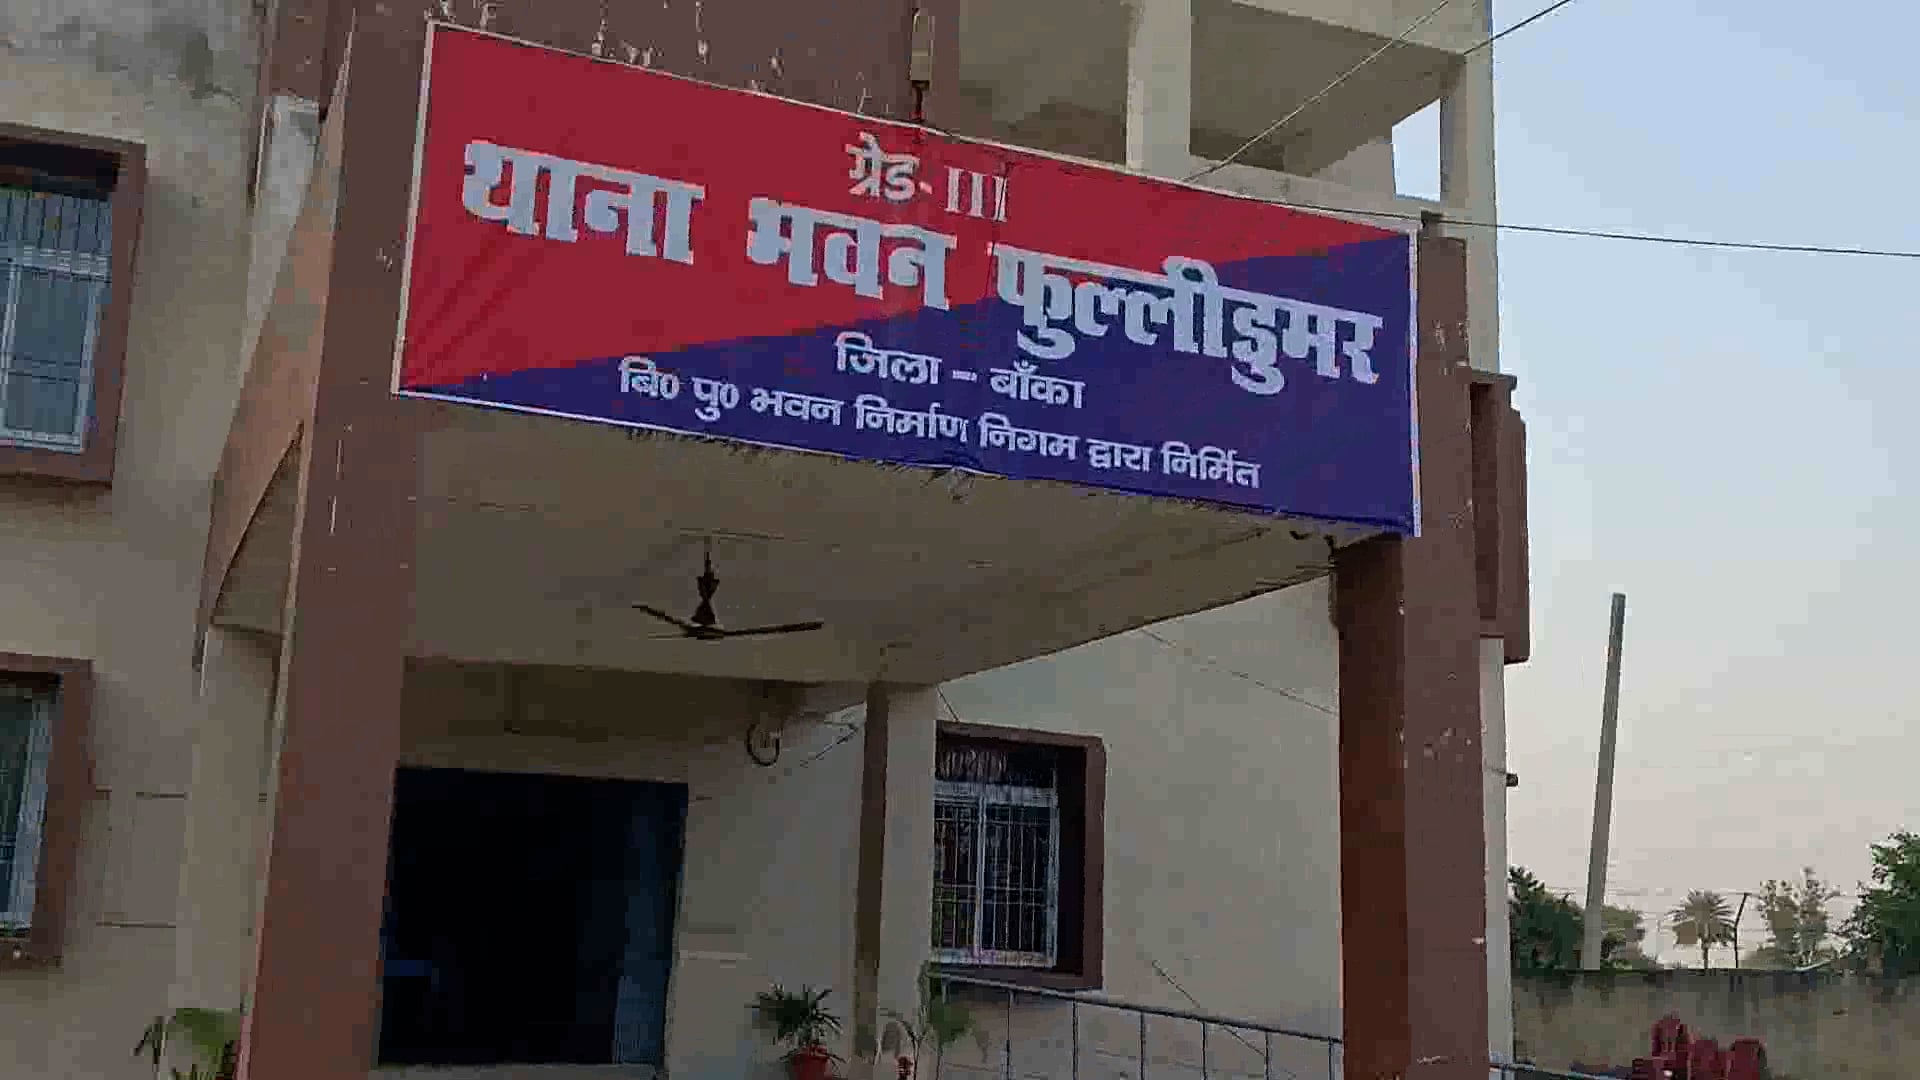 ग्रेड- III
थाना भवन फुल्लीडुमर
जिला - बाँका
बि० पु० भवन निर्माण निगम द्वारा निर्मित